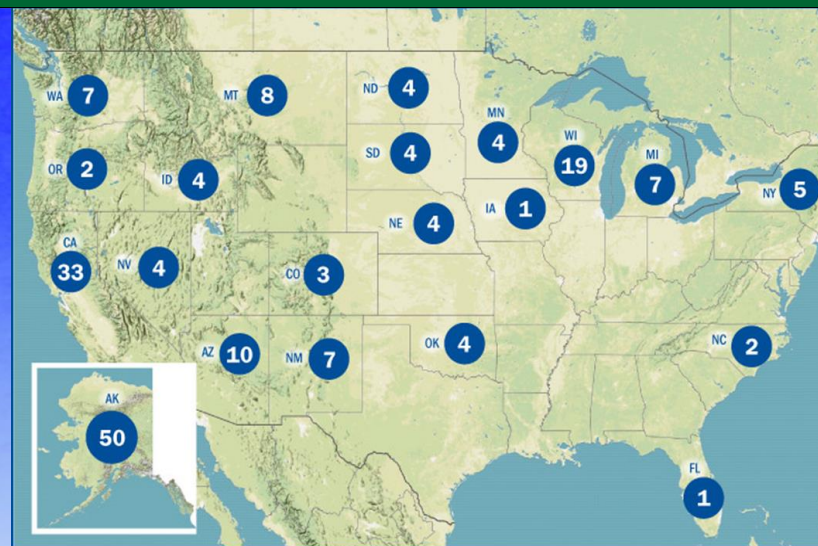 WA 7
MT 8
ND 4
MN
4
WI
19
MI
7
NY 5
OR 2
ID 4
SD 4
IA 1
NE 4
CA
33
NV 4
CO 3
AZ 10
NM 7
OK 4
NC 2
AK
50
FL
1